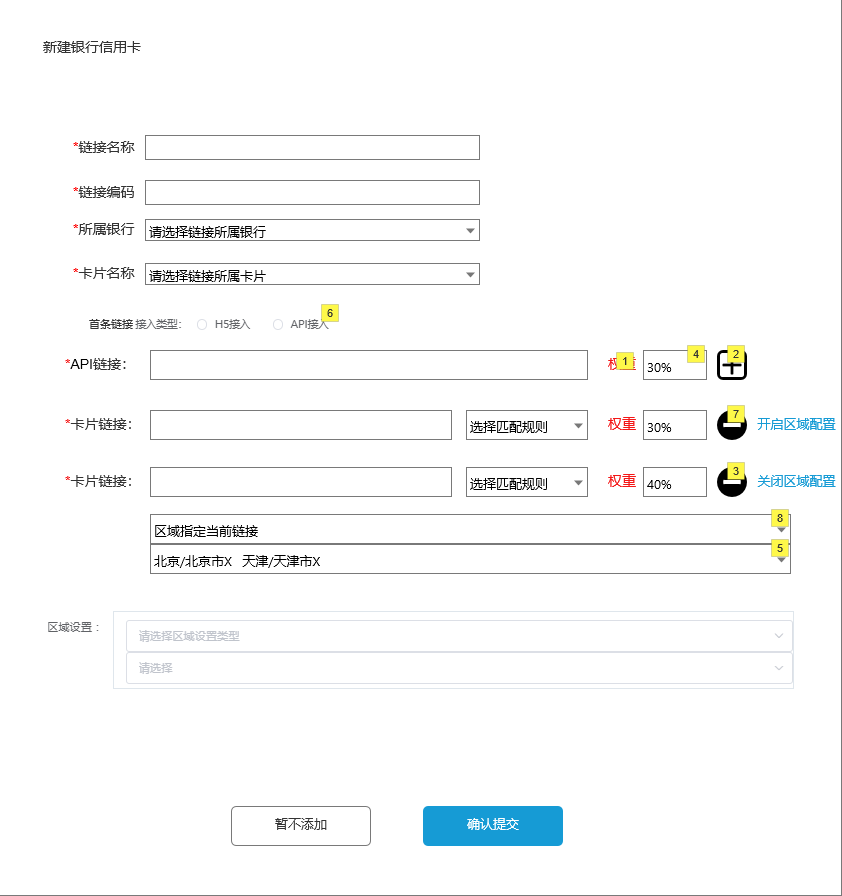 新建银行信用卡
*链接名称
*链接编码
*所属银行 请选择链接所属银行
*卡片名称 请选择链接所属卡片
首条链接 接入类型: H5接入 API接入 6
*API链接: 权重 1 30% 4 2
*卡片链接: 选择匹配规则 权重 30% 7 开启区域配置
*卡片链接: 选择匹配规则 权重 40% 3 关闭区域配置
区域指定当前链接 8
北京/北京市X 天津/天津市X 5
区域设置： 请选择区域设置类型
请选择
暂不添加 确认提交